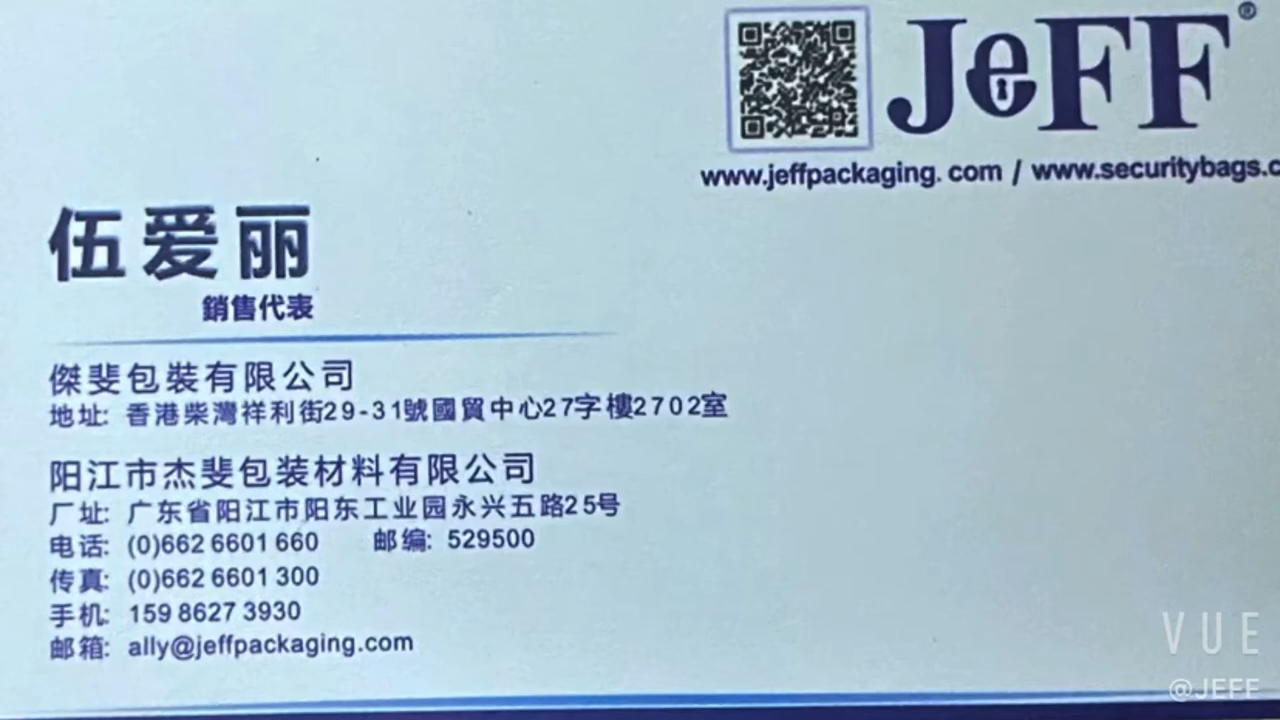 JeFF®
www.jeffpackaging. com / www.securitybags.c
伍爱丽
銷售代表
傑斐包裝有限公司
地址: 香港柴灣祥利街29-31號國貿中心27字樓2702室
阳江市杰斐包装材料有限公司
厂址: 广东省阳江市阳东工业园永兴五路25号
电话: (0)662 6601 660 邮编: 529500
传真: (0)662 6601 300
手机: 159 8627 3930
邮箱: ally@jeffpackaging.com
VUE
@JEFF